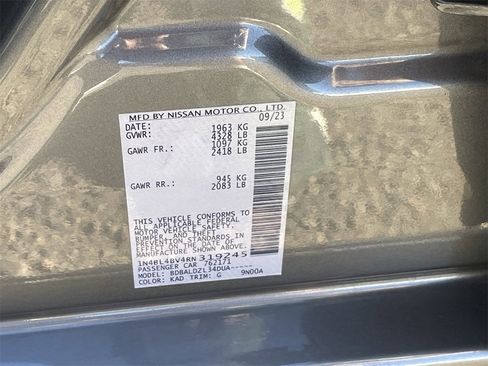 MFD BY NISSAN MOTOR CO., LTD.
DATE: 09/23
GVWR: 1963 KG
4328 LB
GAWR FR.: 1097 KG
2418 LB
GAWR RR.: 945 KG
2083 LB
THIS VEHICLE CONFORMS TO
ALL APPLICABLE FEDERAL
MOTOR VEHICLE SAFETY,
BUMPER, AND THEFT
PREVENTION STANDARDS IN
EFFECT ON THE DATE OF
MANUFACTURE SHOWN ABOVE.
1N4BL4BV4RN319245
PASSENGER CAR 762171
MODEL: BDBALDZL34DUA-----
COLOR: KAD TRIM: G 9N00A